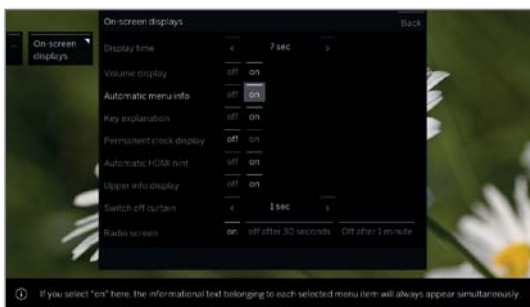 On-screen displays Back
On-screen
displays
Display time < 7 sec >
Volume display off on
Automatic menu info off on
Key explanation off on
Permanent clock display off on
Automatic HDMI hint off on
Upper info display off on
Switch off curtain < 1 sec >
Radio screen on off after 30 seconds Off after 1 minute
If you select "on" here, the informational text belonging to each selected menu item will always appear simultaneously.